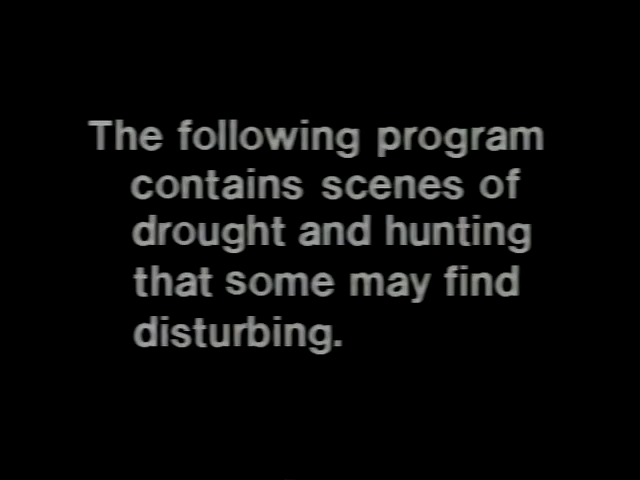 The following program
contains scenes of
drought and hunting
that some may find
disturbing.